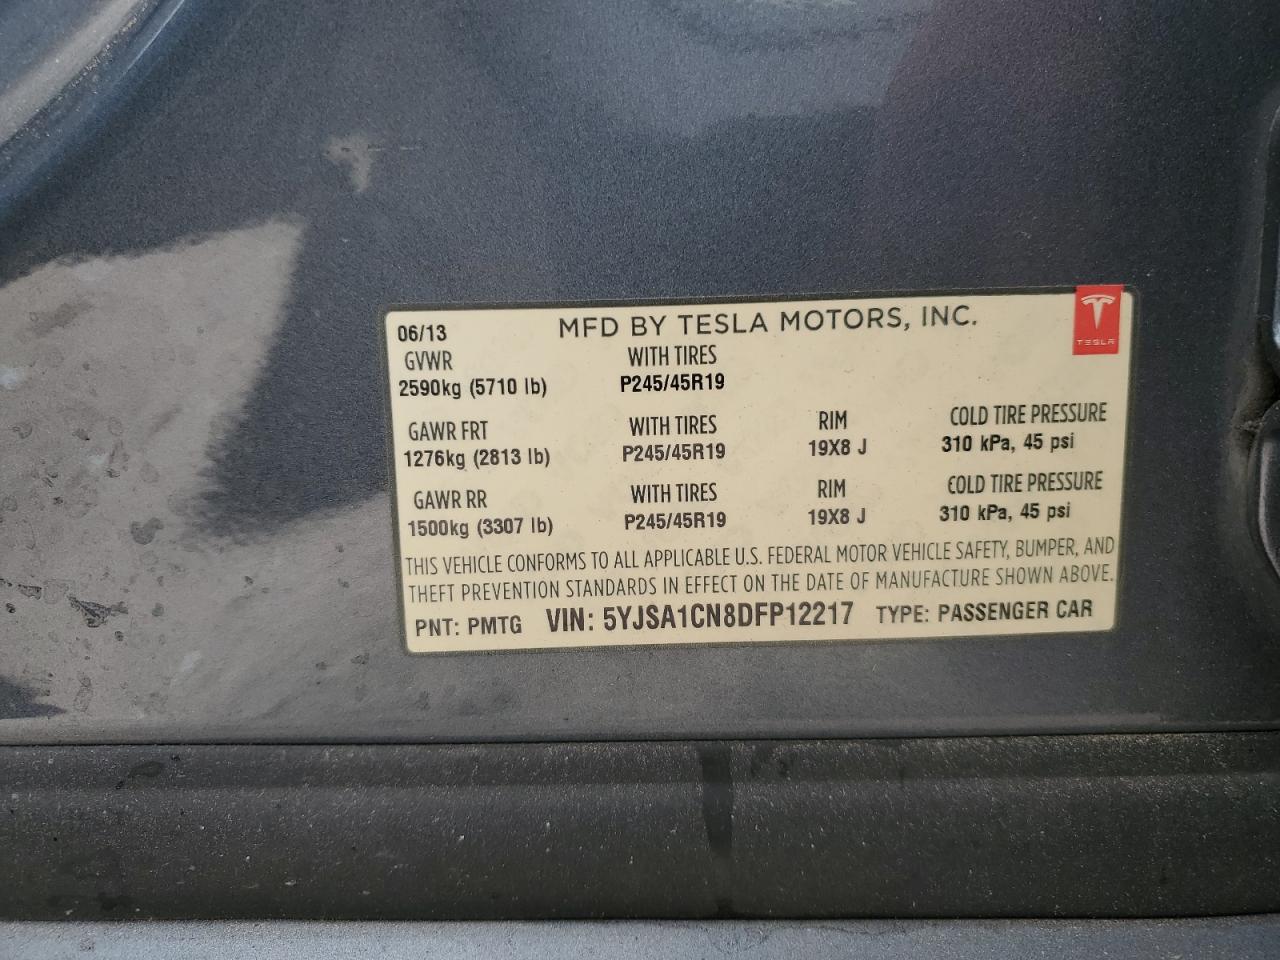 06/13 MFD BY TESLA MOTORS, INC.
TESLA
GVWR WITH TIRES
2590kg (5710 lb) P245/45R19
GAWR FRT WITH TIRES RIM COLD TIRE PRESSURE
1276kg (2813 lb) P245/45R19 19X8 J 310 kPa, 45 psi
GAWR RR WITH TIRES RIM COLD TIRE PRESSURE
1500kg (3307 lb) P245/45R19 19X8 J 310 kPa, 45 psi
THIS VEHICLE CONFORMS TO ALL APPLICABLE U.S. FEDERAL MOTOR VEHICLE SAFETY, BUMPER, AND
THEFT PREVENTION STANDARDS IN EFFECT ON THE DATE OF MANUFACTURE SHOWN ABOVE.
PNT: PMTG VIN: 5YJSA1CN8DFP12217 TYPE: PASSENGER CAR